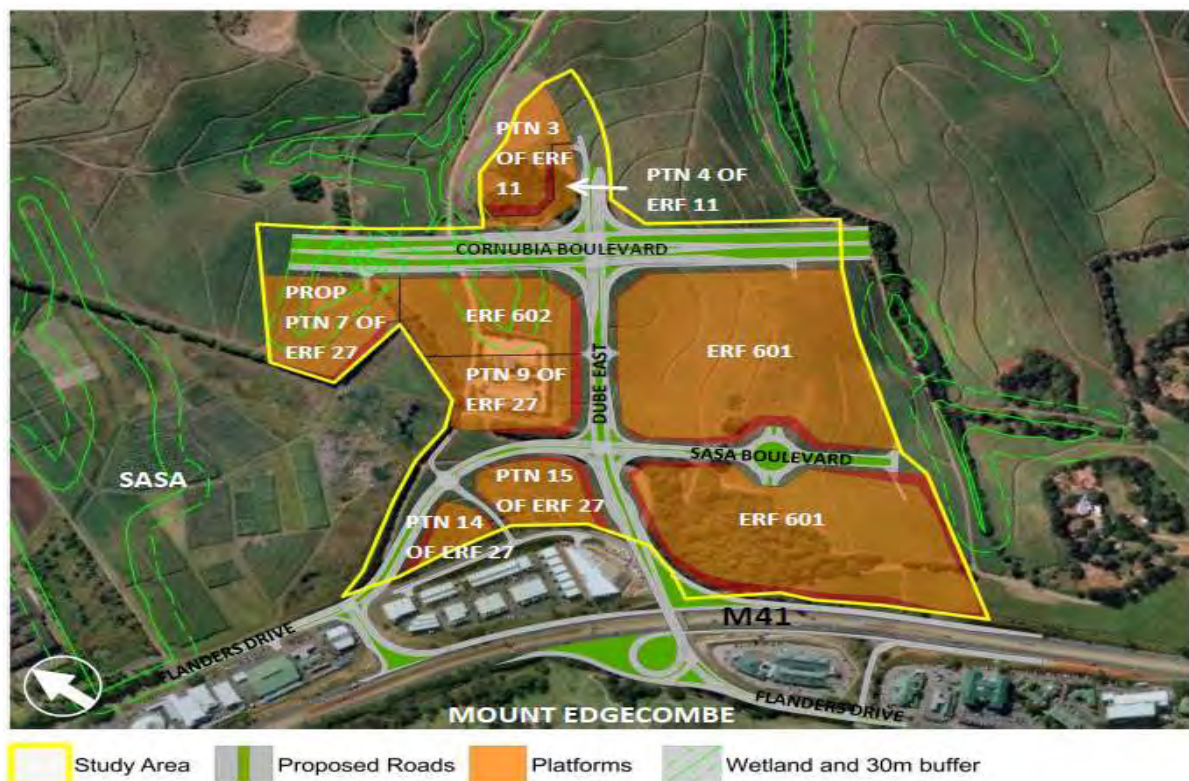 PTN 3
OF ERF
11
PTN 4 OF
ERF 11
CORNUBIA BOULEVARD
PROP
PTN 7 OF
ERF 27
ERF 602
PTN 9 OF
ERF 27
DUBE EAST
ERF 601
SASA BOULEVARD
SASA
PTN 15
OF ERF 27
PTN 14
OF ERF 27
ERF 601
M41
FLANDERS DRIVE
FLANDERS DRIVE
MOUNT EDGECOMBE
Study Area
Proposed Roads
Platforms
Wetland and 30m buffer